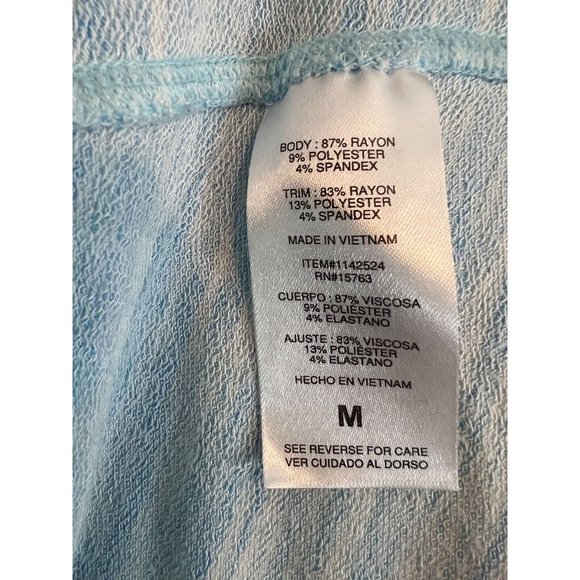 BODY : 87% RAYON
9% POLYESTER
4% SPANDEX
TRIM : 83% RAYON
13% POLYESTER
4% SPANDEX
MADE IN VIETNAM
ITEM#1142524
RN#15763
CUERPO : 87% VISCOSA
9% POLIÉSTER
4% ELASTANO
AJUSTE : 83% VISCOSA
13% POLIÉSTER
4% ELASTANO
HECHO EN VIETNAM
M
SEE REVERSE FOR CARE
VER CUIDADO AL DORSO